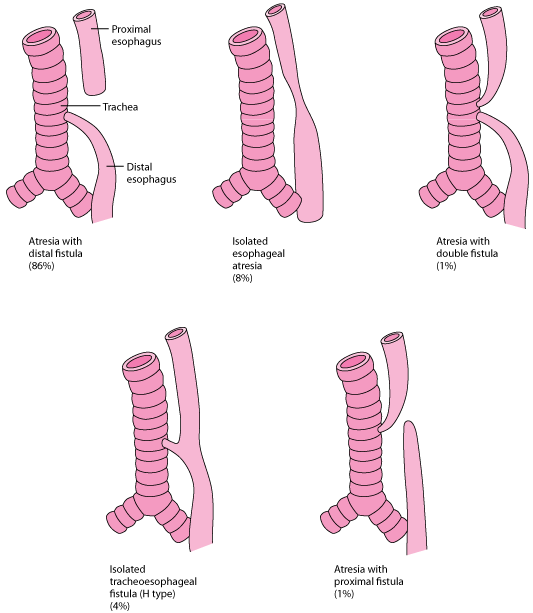 Proximal
esophagus
Trachea
Distal
esophagus
Atresia with
distal fistula
(86%)
Isolated
esophageal
atresia
(8%)
Atresia with
double fistula
(1%)
Isolated
tracheoesophageal
fistula (H type)
(4%)
Atresia with
proximal fistula
(1%)